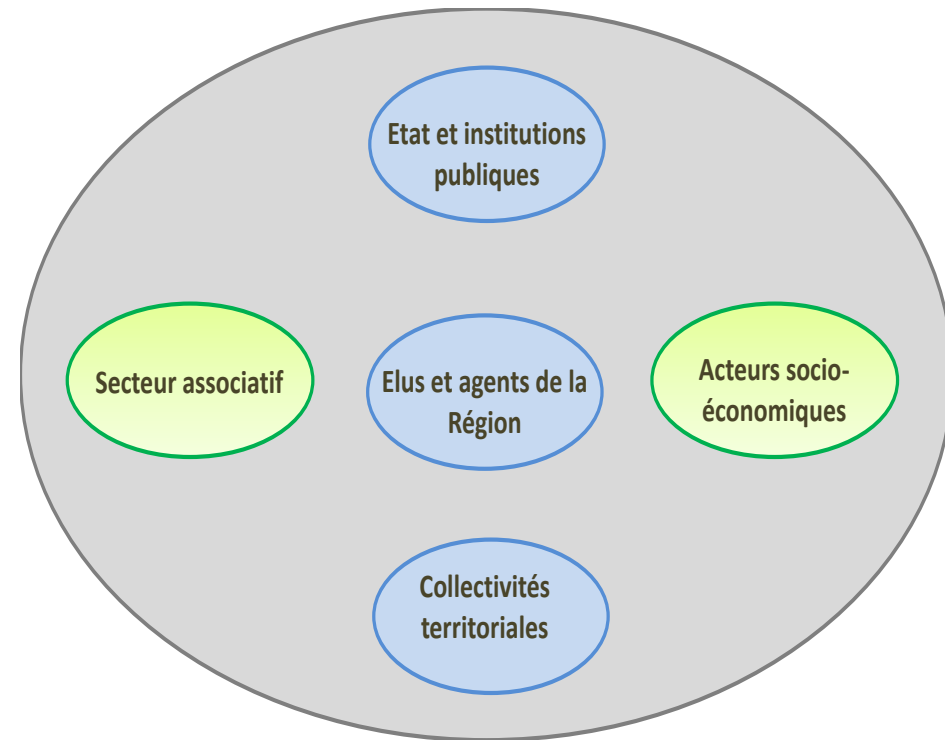 Etat et institutions
publiques
Secteur associatif
Elus et agents de la
Région
Acteurs socio-
économiques
Collectivités
territoriales